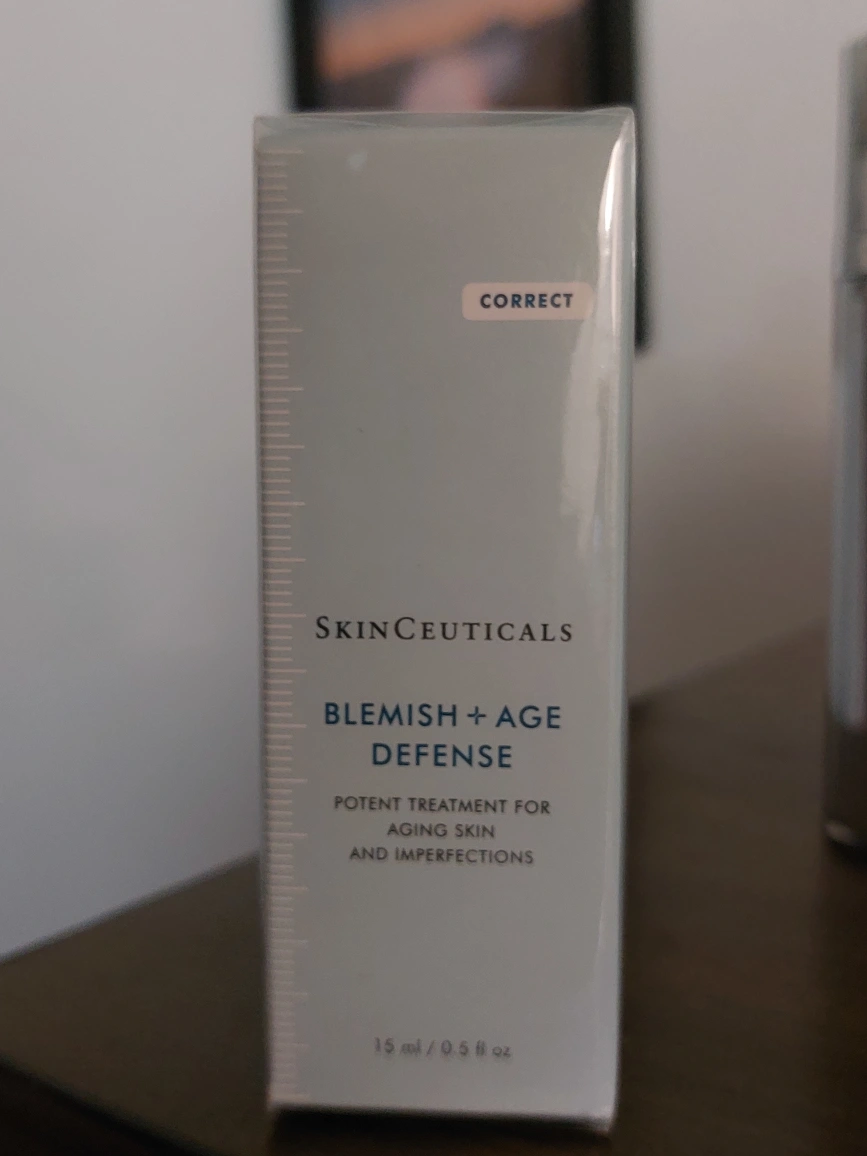 CORRECT
SKINCEUTICALS
BLEMISH + AGE
DEFENSE
POTENT TREATMENT FOR
AGING SKIN
AND IMPERFECTIONS
15 ml / 0.5 fl oz